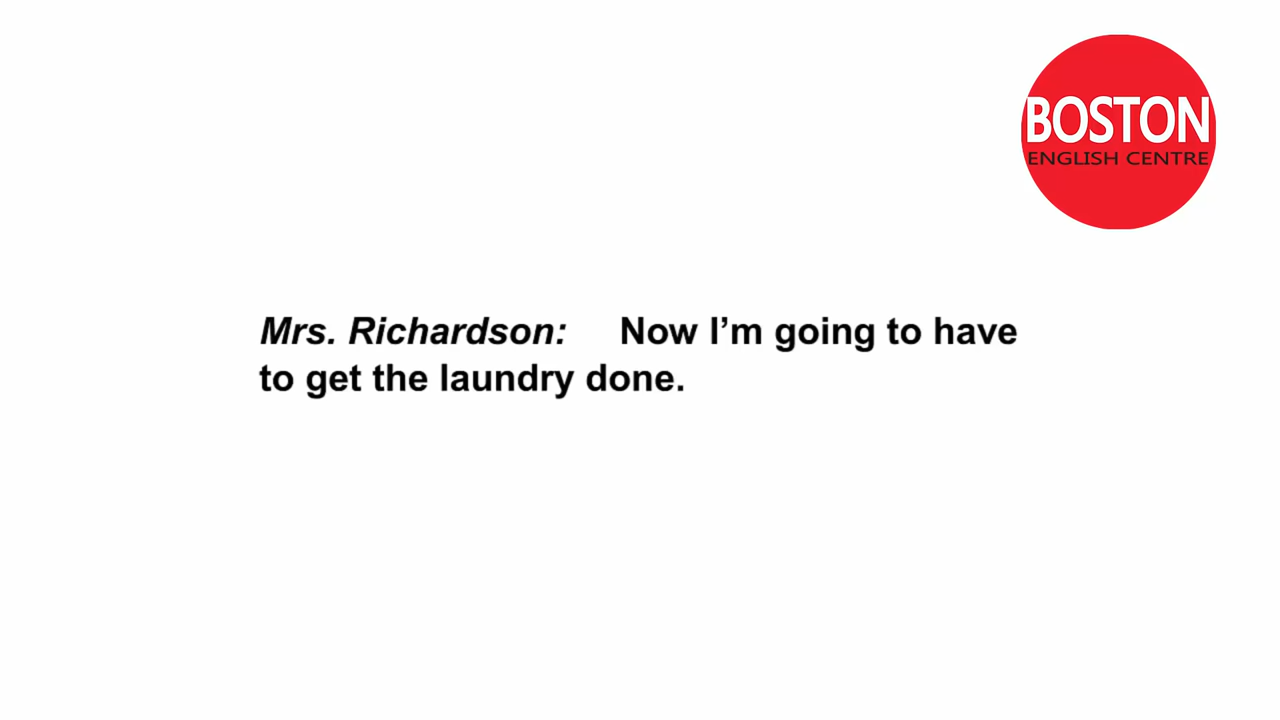 BOSTON
ENGLISH CENTRE
Mrs. Richardson: Now I’m going to have
to get the laundry done.